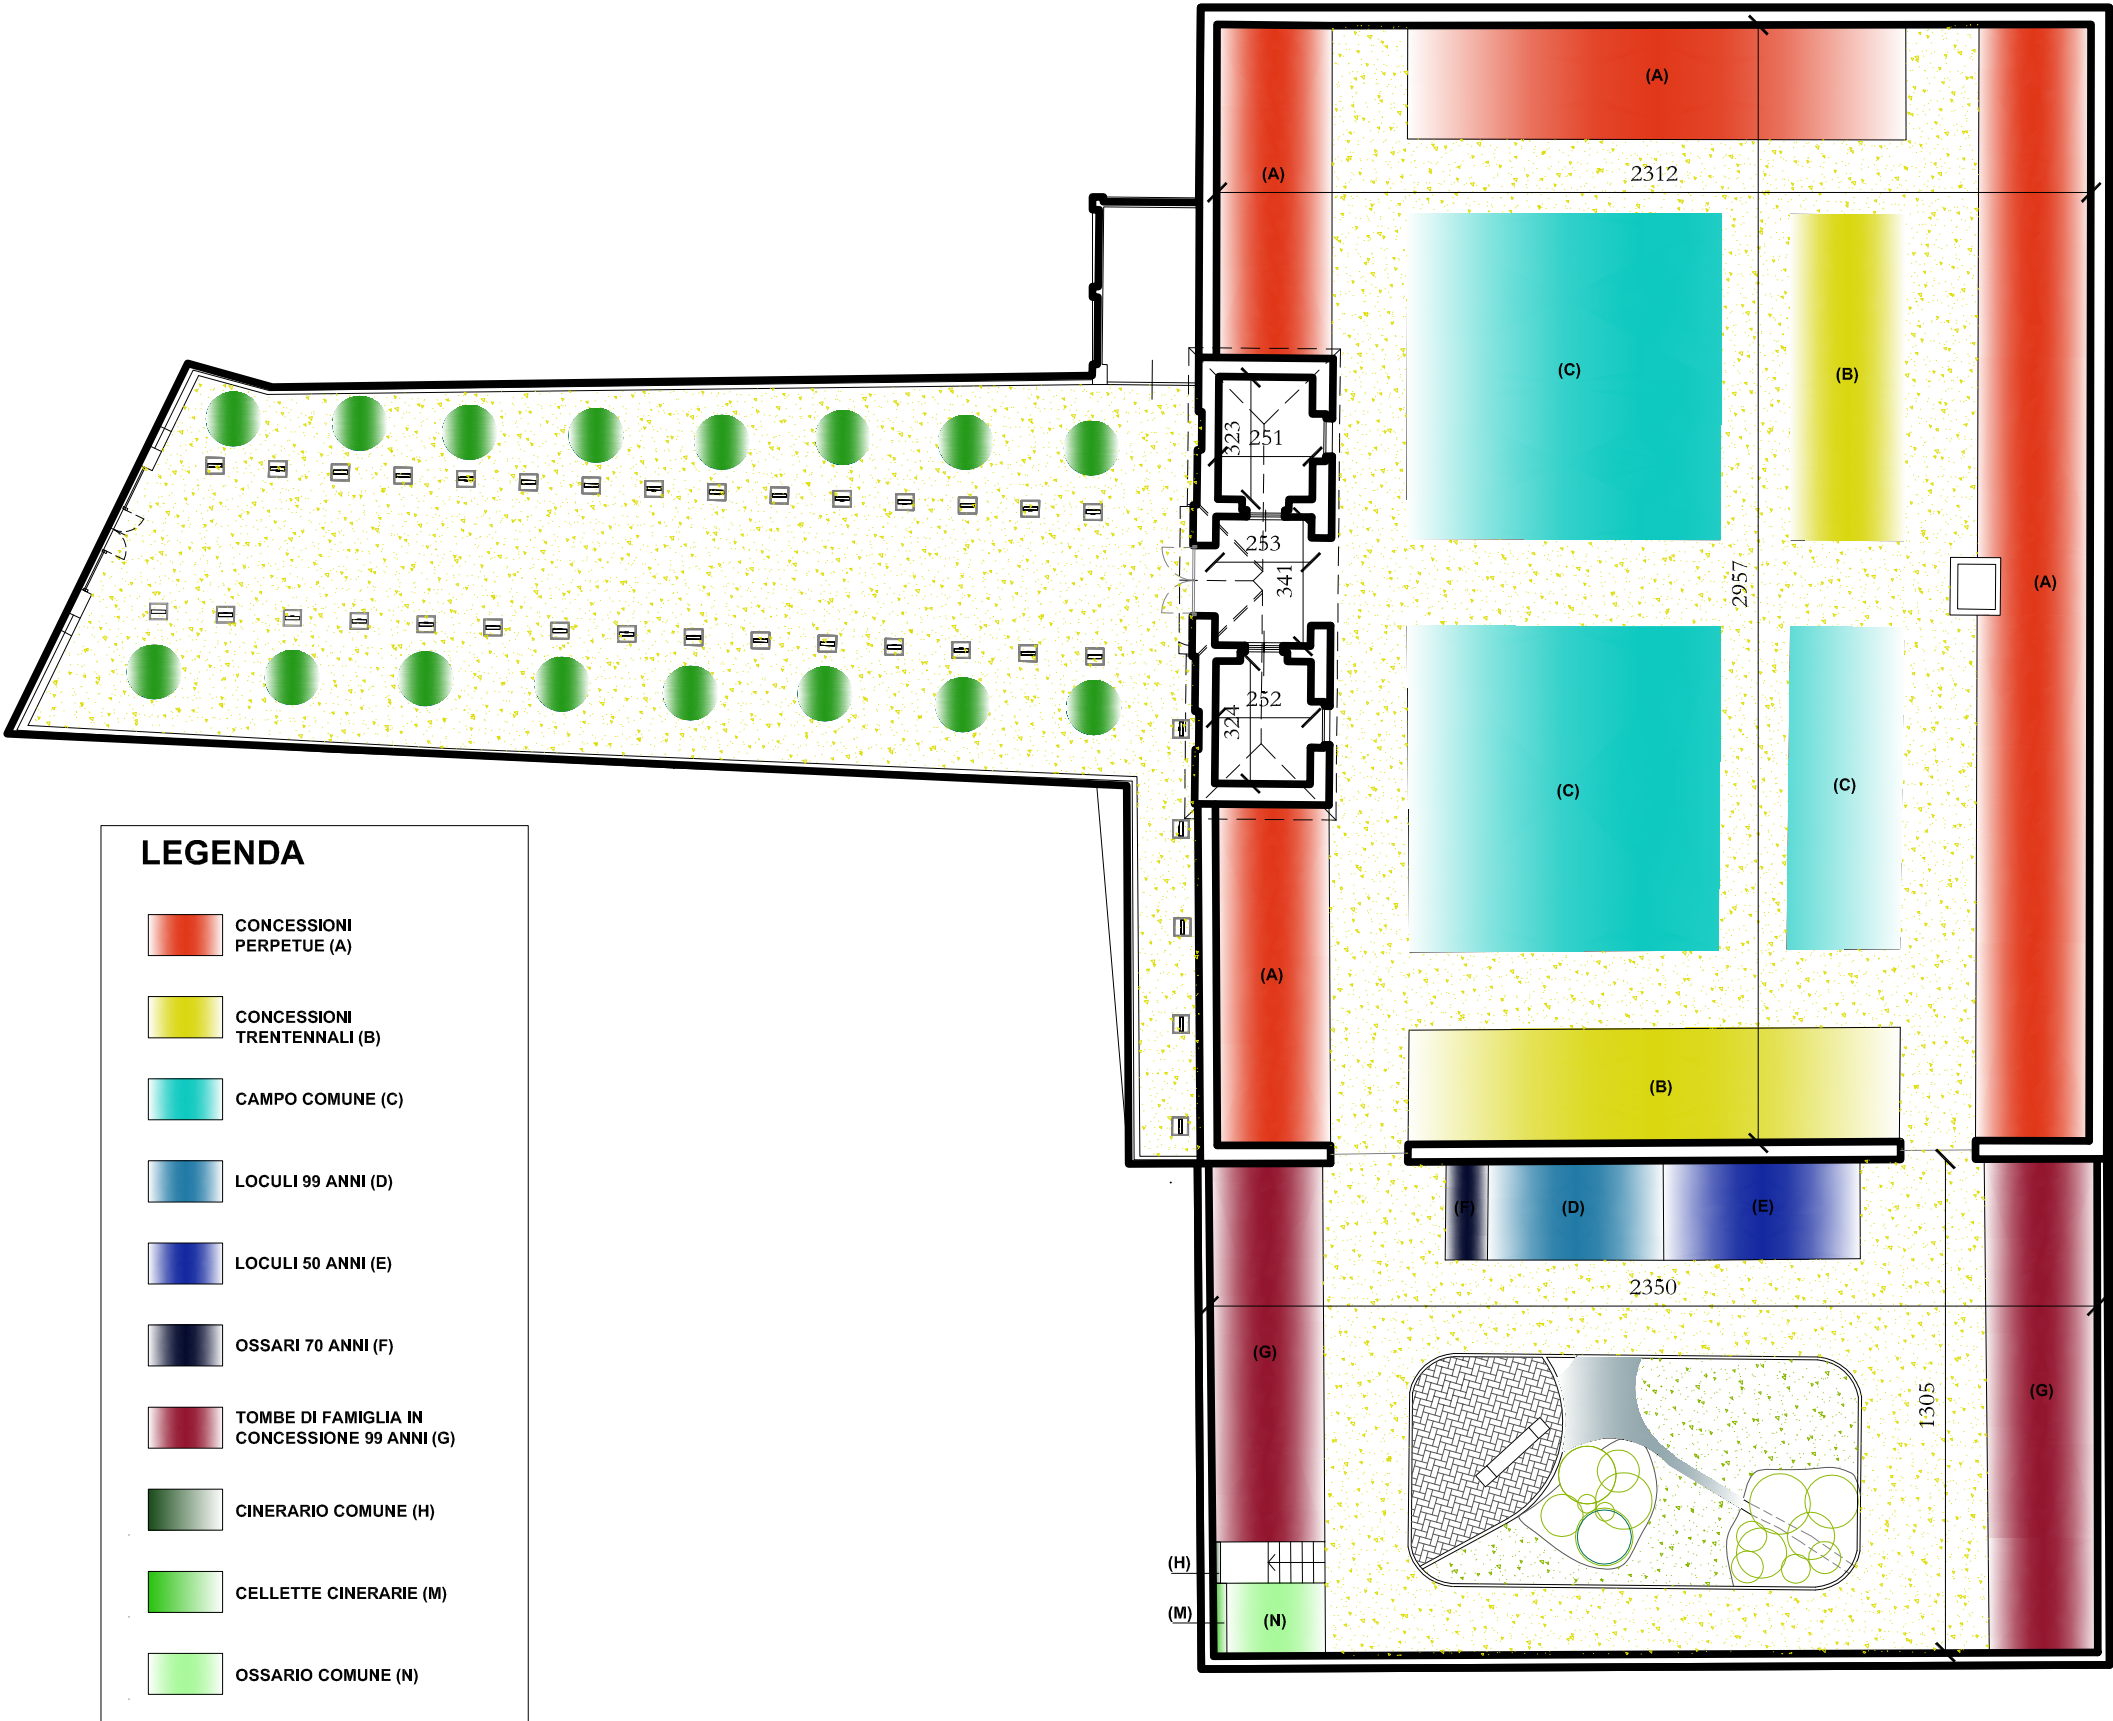 (A)
2312
(A)
(C)
(B)
323
251
253
341
2957
(A)
252
324
(C)
(C)
(A)
(B)
(F)
(D)
(E)
2350
(G)
1305
(G)
(H)
(M)
(N)
LEGENDA
CONCESSIONI
PERPETUE (A)
CONCESSIONI
TRENTENNALI (B)
CAMPO COMUNE (C)
LOCULI 99 ANNI (D)
LOCULI 50 ANNI (E)
OSSARI 70 ANNI (F)
TOMBE DI FAMIGLIA IN
CONCESSIONE 99 ANNI (G)
CINERARIO COMUNE (H)
CELLETTE CINERARIE (M)
OSSARIO COMUNE (N)